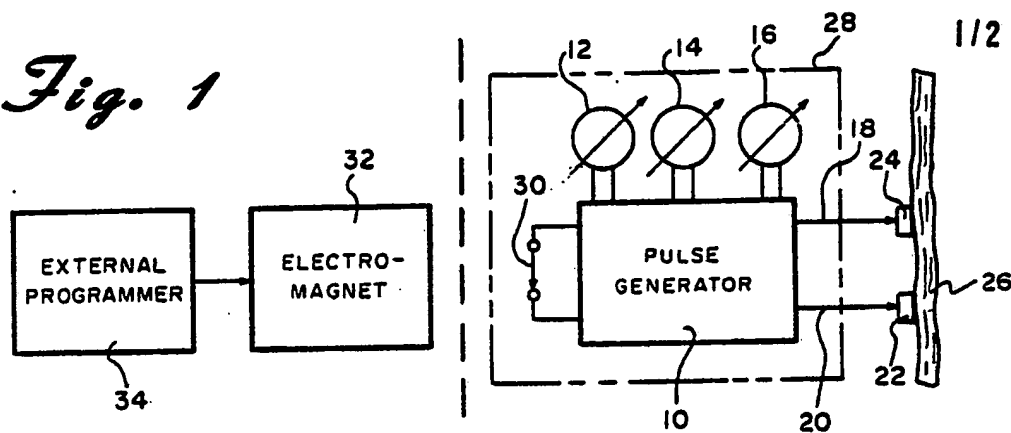 Fig. 1
1/2
12
14
16
28
18
24
30
32
EXTERNAL
PROGRAMMER
ELECTRO-
MAGNET
PULSE
GENERATOR
26
34
10
20
22